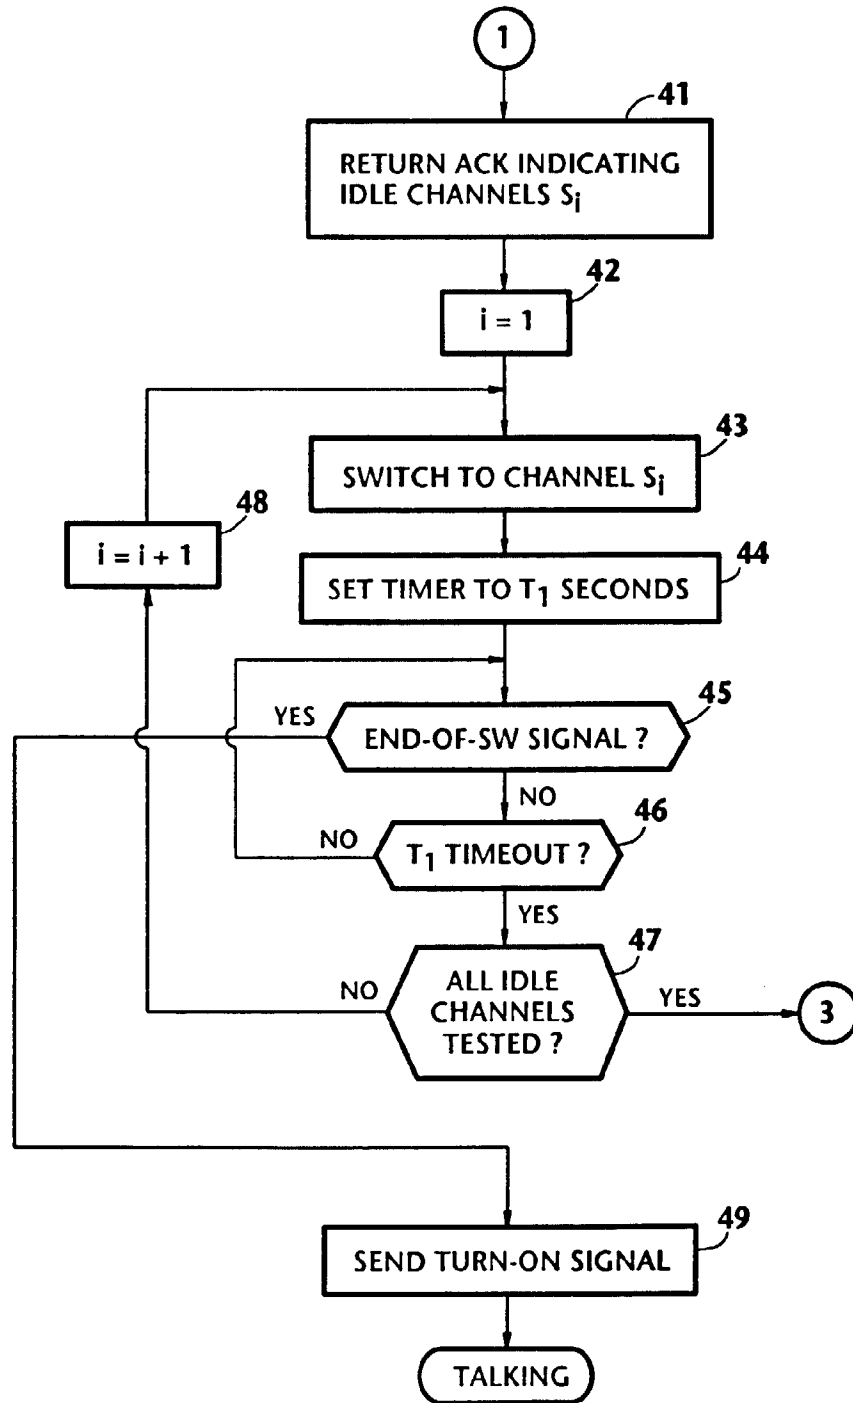 1
41
RETURN ACK INDICATING
IDLE CHANNELS Si
42
i = 1
43
SWITCH TO CHANNEL Si
48
i = i + 1
44
SET TIMER TO T1 SECONDS
45
YES
END-OF-SW SIGNAL ?
NO
46
NO
T1 TIMEOUT ?
YES
47
NO
ALL IDLE
CHANNELS
TESTED ?
YES
3
49
SEND TURN-ON SIGNAL
TALKING